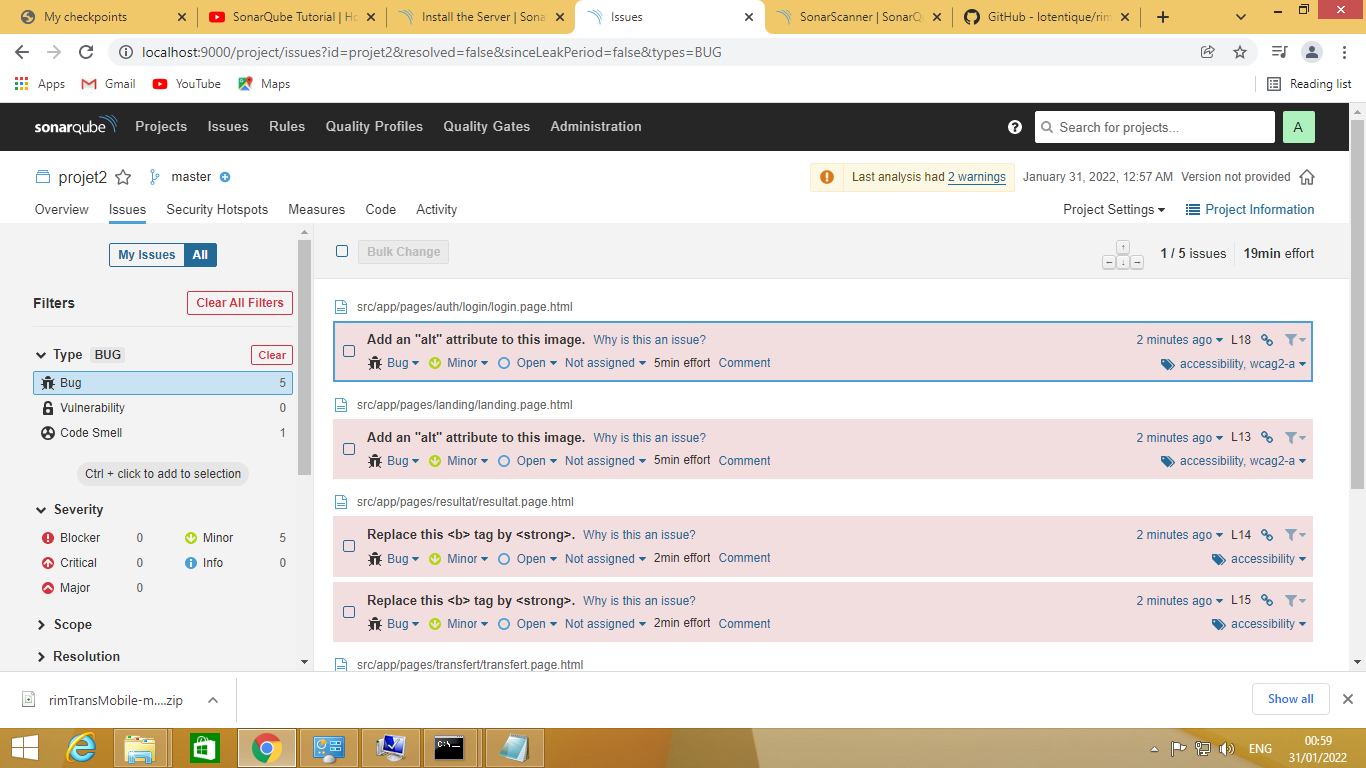 My checkpoints
SonarQube Tutorial | Ho
Install the Server | Sona
Issues
SonarScanner | SonarQ
GitHub - lotentique/rim
localhost:9000/project/issues?id=projet2&resolved=false&sinceLeakPeriod=false&types=BUG
Apps Gmail YouTube Maps Reading list
sonarqube Projects Issues Rules Quality Profiles Quality Gates Administration Search for projects... A
projet2 master Last analysis had 2 warnings January 31, 2022, 12:57 AM Version not provided
Overview Issues Security Hotspots Measures Code Activity Project Settings Project Information
My Issues All
Bulk Change 1 / 5 issues 19min effort
Filters Clear All Filters
Type BUG Clear
Bug 5
Vulnerability 0
Code Smell 1
Ctrl + click to add to selection
Severity
Blocker 0 Minor 5
Critical 0 Info 0
Major 0
Scope
Resolution
src/app/pages/auth/login/login.page.html
Add an "alt" attribute to this image. Why is this an issue? 2 minutes ago L18
Bug Minor Open Not assigned 5min effort Comment accessibility, wcag2-a
src/app/pages/landing/landing.page.html
Add an "alt" attribute to this image. Why is this an issue? 2 minutes ago L13
Bug Minor Open Not assigned 5min effort Comment accessibility, wcag2-a
src/app/pages/resultat/resultat.page.html
Replace this <b> tag by <strong>. Why is this an issue? 2 minutes ago L14
Bug Minor Open Not assigned 2min effort Comment accessibility
Replace this <b> tag by <strong>. Why is this an issue? 2 minutes ago L15
Bug Minor Open Not assigned 2min effort Comment accessibility
src/app/pages/transfert/transfert.page.html
rimTransMobile-m....zip Show all
ENG 00:59
31/01/2022